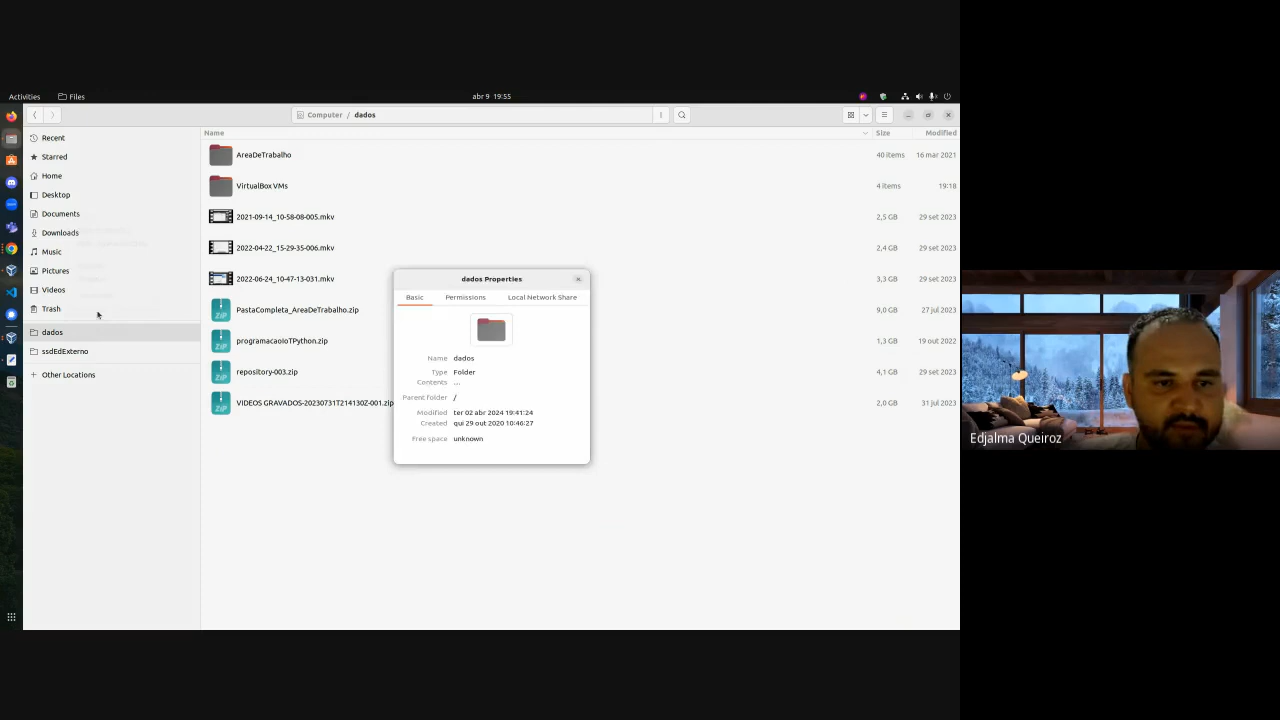 Activities Files abr 9 19:55
Computer / dados
Recent
Starred
Home
Desktop
Documents
Downloads
Music
Pictures
Videos
Trash
dados
ssdEdExterno
+ Other Locations
Name Size Modified
AreaDeTrabalho 40 items 16 mar 2021
VirtualBox VMs 4 items 19:18
2021-09-14_10-58-08-005.mkv 2,5 GB 29 set 2023
2022-04-22_15-29-35-006.mkv 2,4 GB 29 set 2023
2022-06-24_10-47-13-031.mkv 3,3 GB 29 set 2023
PastaCompleta_AreaDeTrabalho.zip 9,0 GB 27 jul 2023
programacaoIoTPython.zip 1,3 GB 19 out 2022
repository-003.zip 4,1 GB 29 set 2023
VIDEOS GRAVADOS-20230731T214130Z-001.zip 2,0 GB 31 jul 2023
dados Properties
Basic Permissions Local Network Share
Name dados
Type Folder
Contents ...
Parent folder /
Modified ter 02 abr 2024 19:41:24
Created qui 29 out 2020 10:46:27
Free space unknown
Edjalma Queiroz